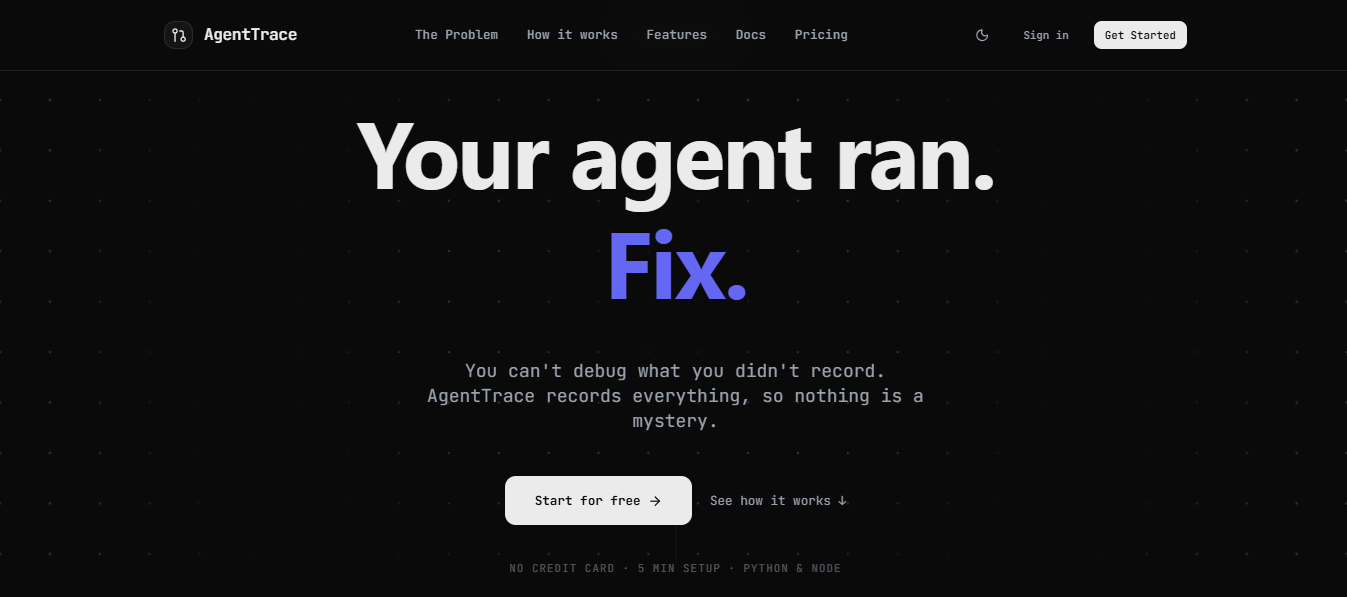 AgentTrace
The Problem
How it works
Features
Docs
Pricing
Sign in
Get Started
Your agent ran.
Fix.
You can't debug what you didn't record.
AgentTrace records everything, so nothing is a
mystery.
Start for free →
See how it works ↓
NO CREDIT CARD · 5 MIN SETUP · PYTHON & NODE